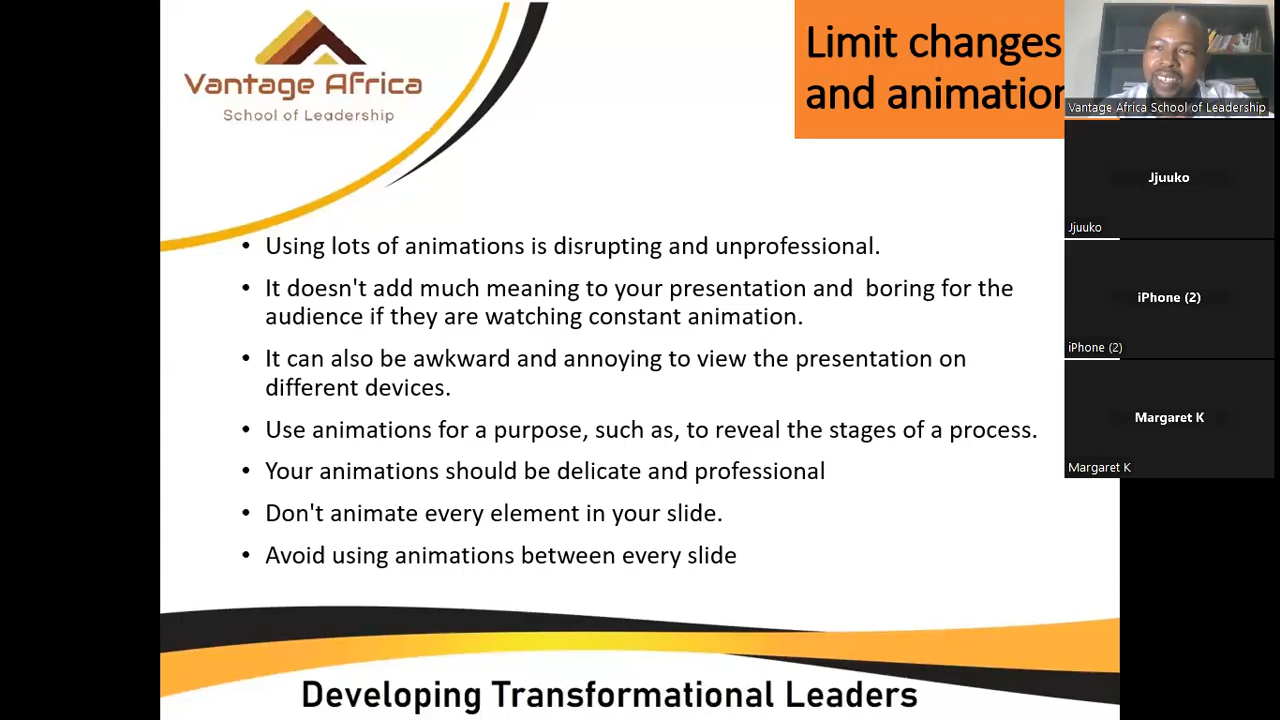 Vantage Africa
School of Leadership
Limit changes
and animation
• Using lots of animations is disrupting and unprofessional.
• It doesn't add much meaning to your presentation and  boring for the
audience if they are watching constant animation.
• It can also be awkward and annoying to view the presentation on
different devices.
• Use animations for a purpose, such as, to reveal the stages of a process.
• Your animations should be delicate and professional
• Don't animate every element in your slide.
• Avoid using animations between every slide
Developing Transformational Leaders
Vantage Africa School of Leadership
Jjuuko
Jjuuko
iPhone (2)
iPhone (2)
Margaret K
Margaret K